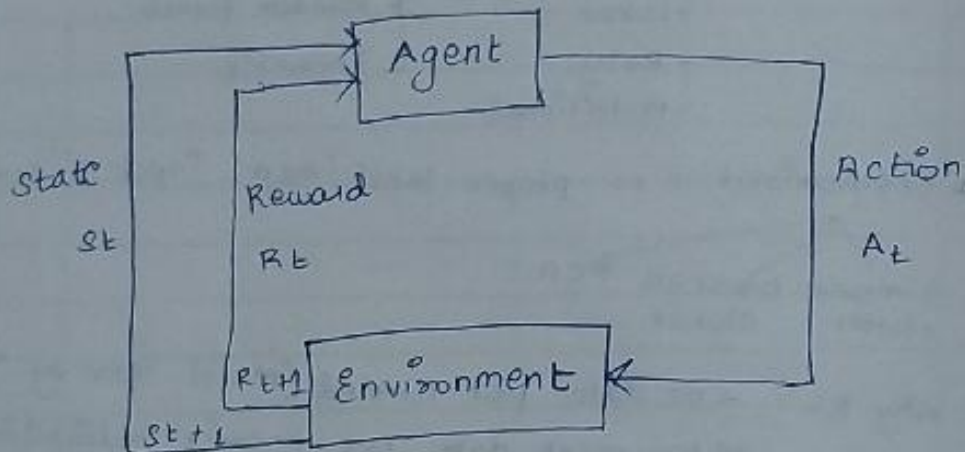 Agent
State
Reward
Action
St
Rt
At
Rt+1
Environment
St+1